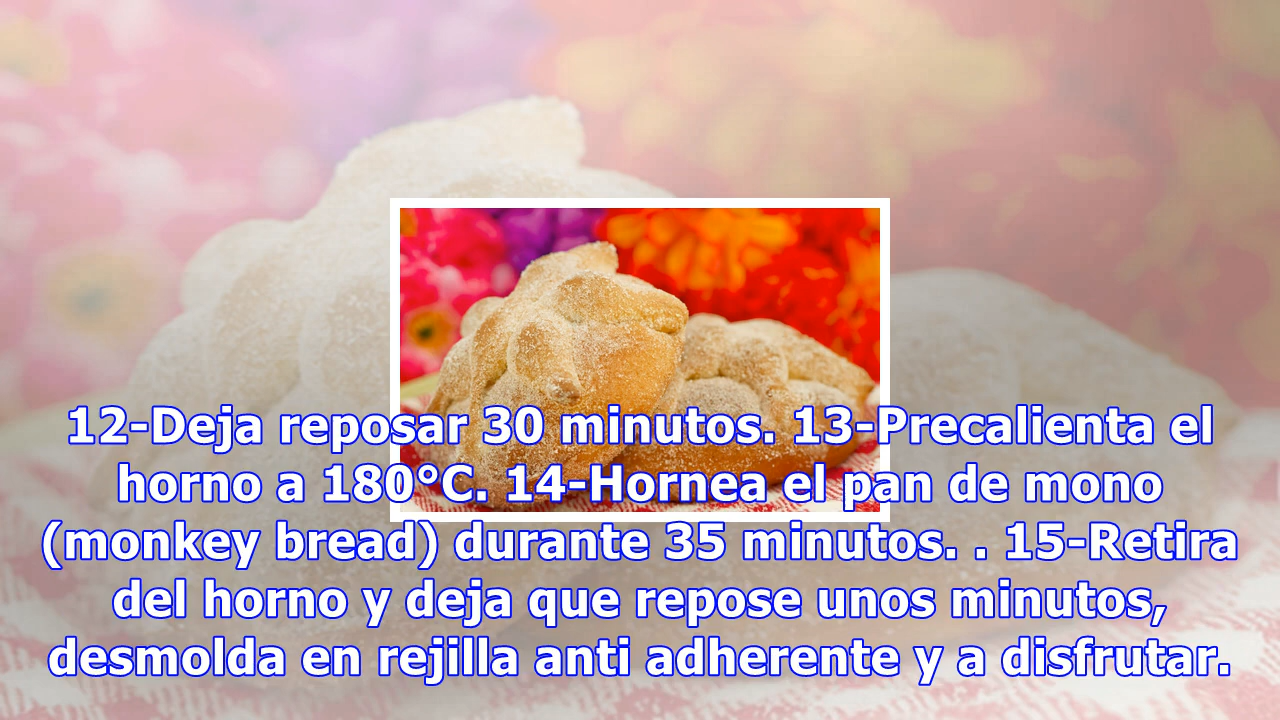 12-Deja reposar 30 minutos. 13-Precalienta el
horno a 180°C. 14-Hornea el pan de mono
(monkey bread) durante 35 minutos. . 15-Retira
del horno y deja que repose unos minutos,
desmolda en rejilla anti adherente y a disfrutar.